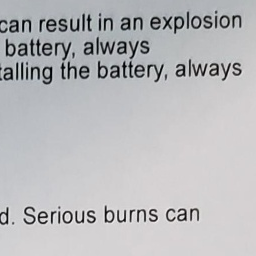 can result in an explosion
battery, always
talling the battery, always
d. Serious burns can